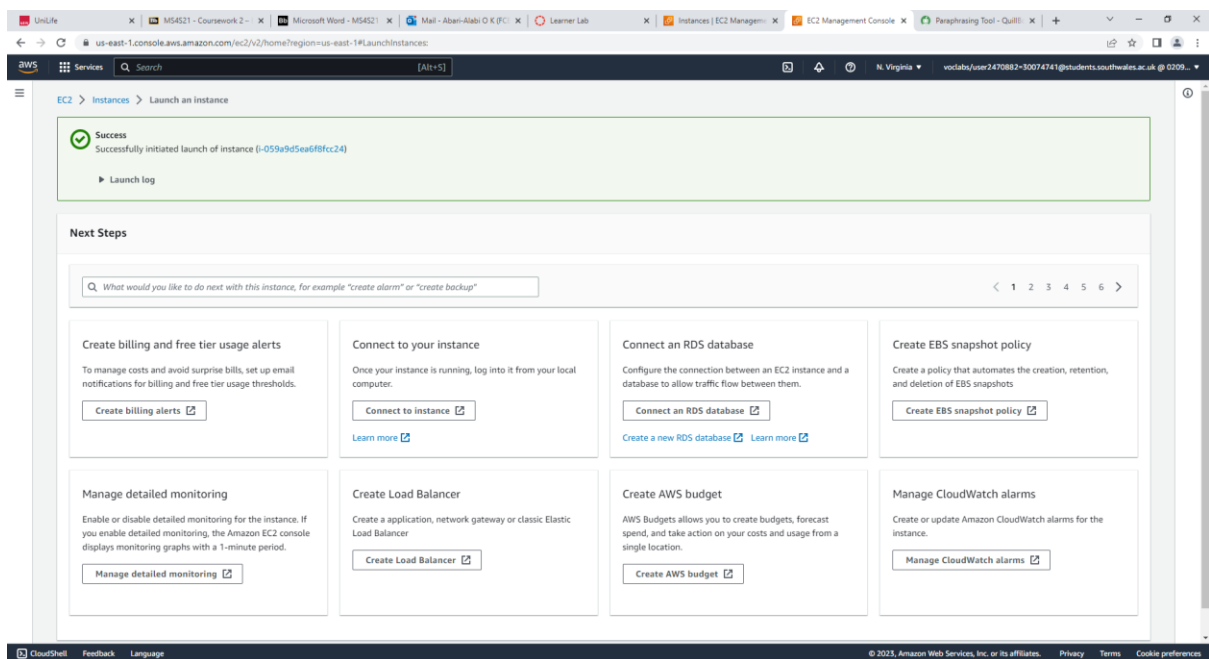 UniLife
MS4S21 - Coursework 2 -
Microsoft Word - MS4S21
Mail - Abari-Alabi O K (FC
Learner Lab
Instances | EC2 Managem
EC2 Management Console
Paraphrasing Tool - Quill
us-east-1.console.aws.amazon.com/ec2/v2/home?region=us-east-1#LaunchInstances:
aws
Services
Search
[Alt+S]
N. Virginia
voclabs/user2470882=30074741@students.southwales.ac.uk @ 0209...
EC2
Instances
Launch an instance
Success
Successfully initiated launch of instance (i-059a9d5ea6f8fcc24)
Launch log
Next Steps
What would you like to do next with this instance, for example "create alarm" or "create backup"
1 2 3 4 5 6
Create billing and free tier usage alerts
To manage costs and avoid surprise bills, set up email
notifications for billing and free tier usage thresholds.
Create billing alerts
Connect to your instance
Once your instance is running, log into it from your local
computer.
Connect to instance
Learn more
Connect an RDS database
Configure the connection between an EC2 instance and a
database to allow traffic flow between them.
Connect an RDS database
Create a new RDS database Learn more
Create EBS snapshot policy
Create a policy that automates the creation, retention,
and deletion of EBS snapshots
Create EBS snapshot policy
Manage detailed monitoring
Enable or disable detailed monitoring for the instance. If
you enable detailed monitoring, the Amazon EC2 console
displays monitoring graphs with a 1-minute period.
Manage detailed monitoring
Create Load Balancer
Create a application, network gateway or classic Elastic
Load Balancer
Create Load Balancer
Create AWS budget
AWS Budgets allows you to create budgets, forecast
spend, and take action on your costs and usage from a
single location.
Create AWS budget
Manage CloudWatch alarms
Create or update Amazon CloudWatch alarms for the
instance.
Manage CloudWatch alarms
CloudShell
Feedback
Language
© 2023, Amazon Web Services, Inc. or its affiliates.
Privacy
Terms
Cookie preferences